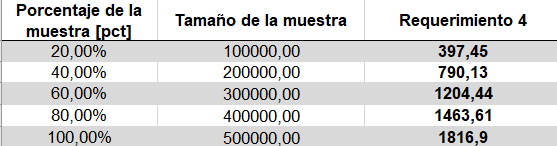 Porcentaje de la muestra [pct] Tamaño de la muestra Requerimiento 4
20,00% 100000,00 397,45
40,00% 200000,00 790,13
60,00% 300000,00 1204,44
80,00% 400000,00 1463,61
100,00% 500000,00 1816,9